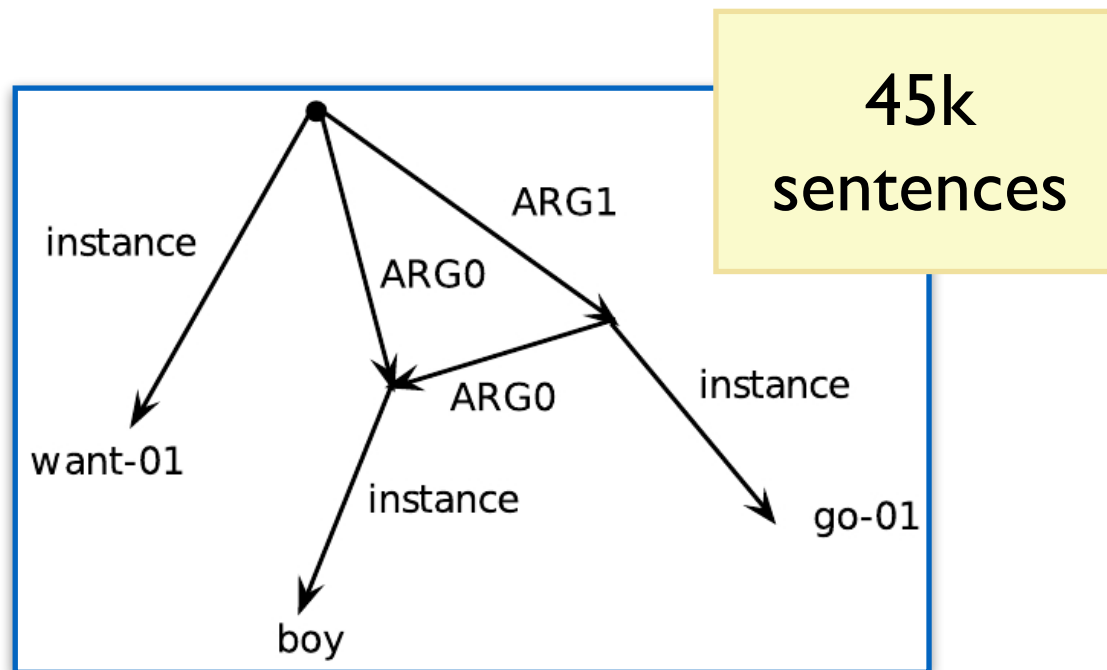 45k
sentences
ARG1
instance
ARG0
instance
ARG0
want-01
instance
go-01
boy